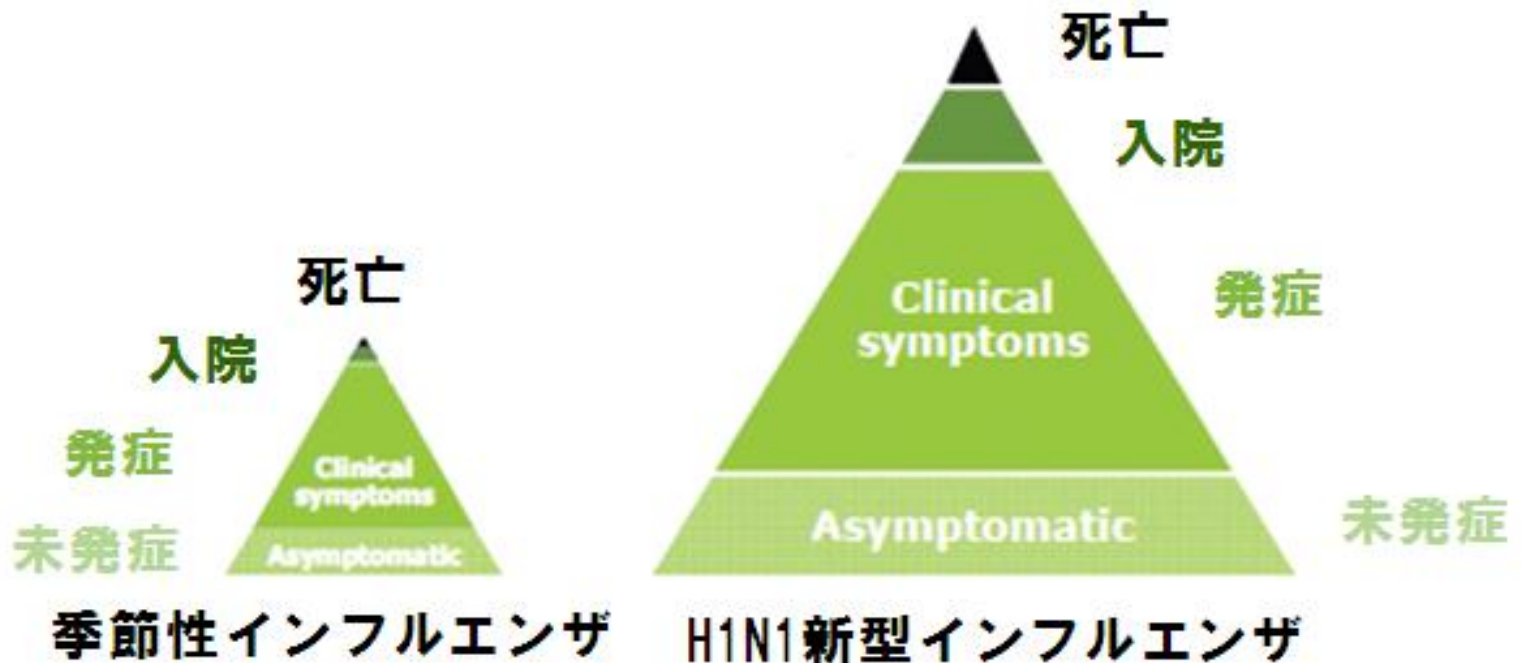 死亡
入院
発症
Clinical
symptoms
未発症
Asymptomatic
季節性インフルエンザ
死亡
入院
Clinical
symptoms
発症
Asymptomatic
未発症
H1N1新型インフルエンザ